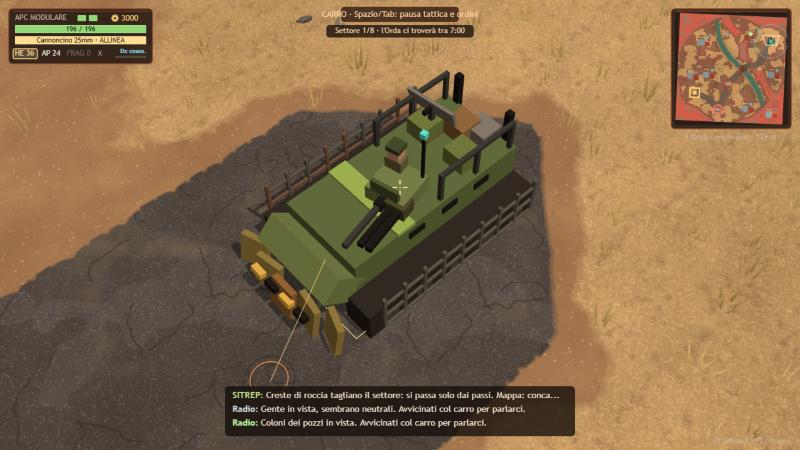 APC MODULARE 3000
196 / 196
Cannoncino 25mm · ALLINEA
HE 36 AP 24 FRAG 0 X
CARRO · Spazio/Tab: pausa tattica e ordini
Settore 1/8 · l'Orda ci troverà tra 7:00
SITREP: Creste di roccia tagliano il settore: si passa solo dai passi. Mappa: conca...
Radio: Gente in vista, sembrano neutrali. Avvicinati col carro per parlarci.
Radio: Coloni dei pozzi in vista. Avvicinati col carro per parlarci.